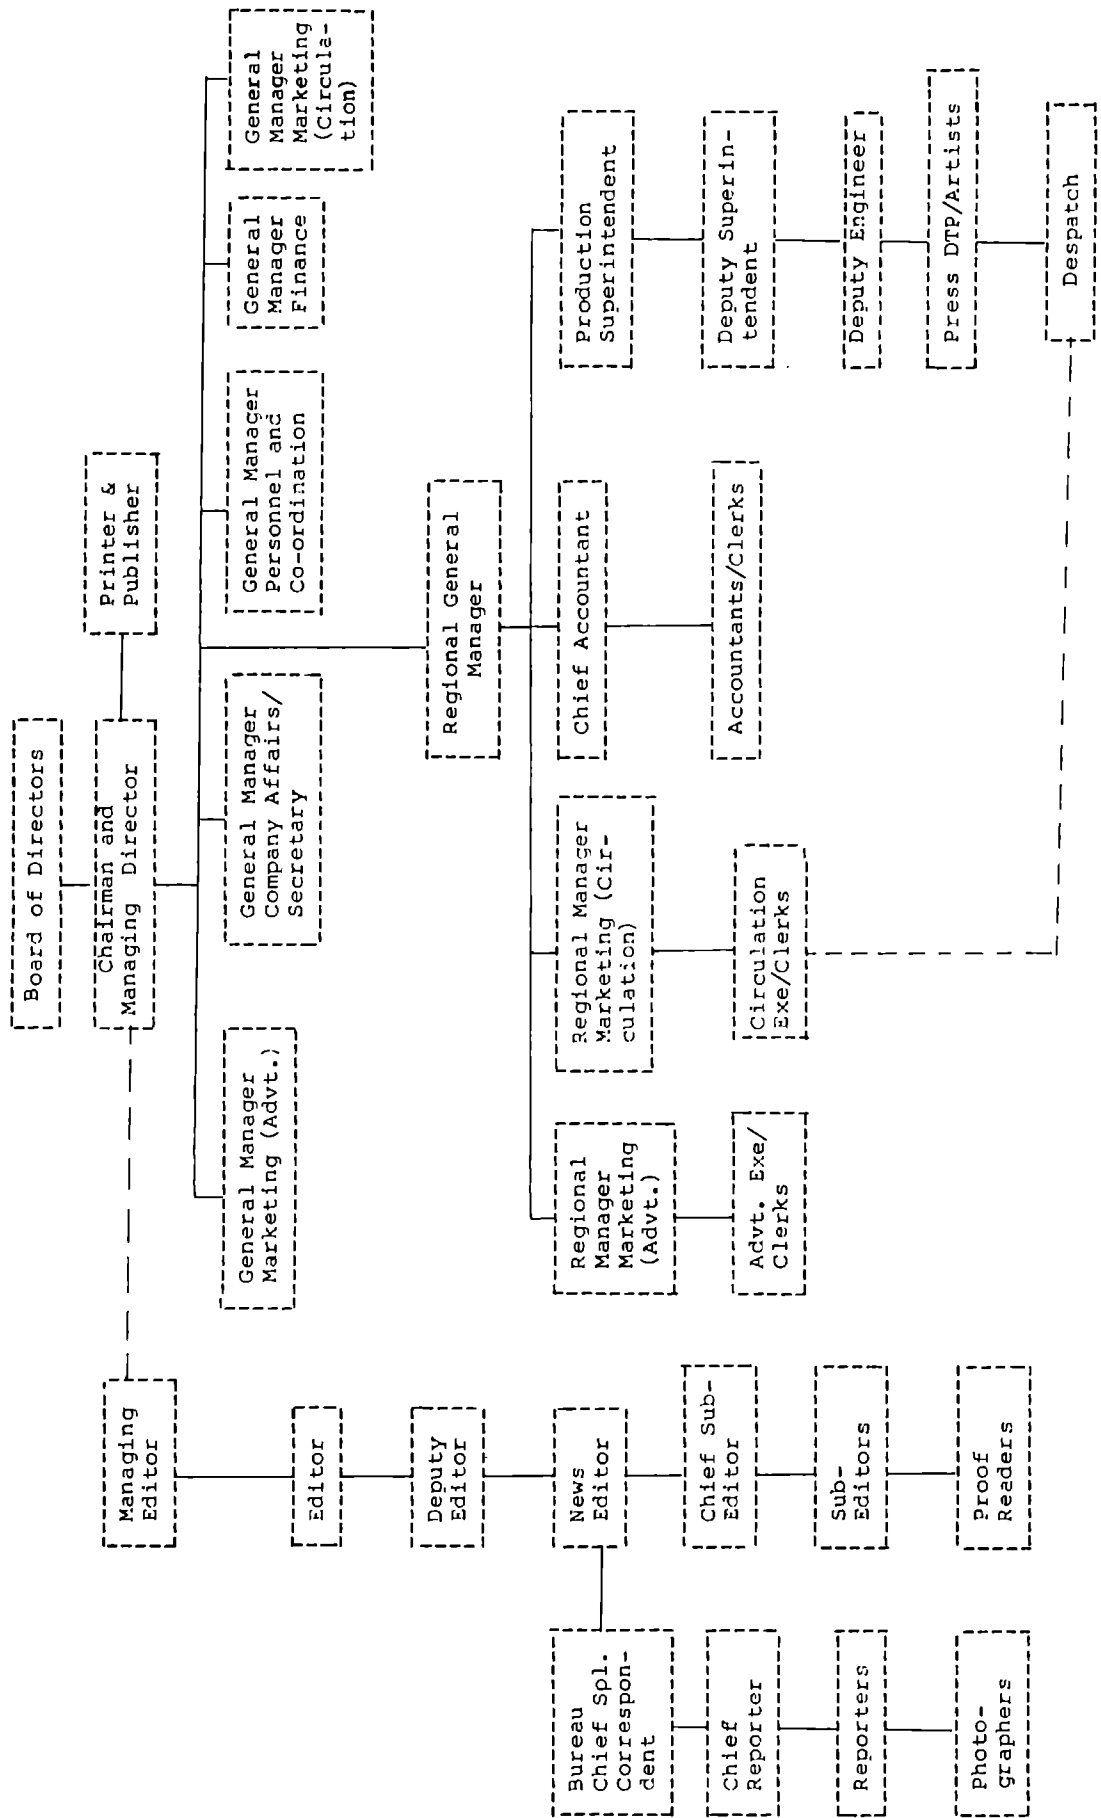 Board of Directors
Chairman and
Managing Director
Printer &
Publisher
Managing
Editor
General Manager
Marketing (Advt.)
General Manager
Company Affairs/
Secretary
General Manager
Personnel and
Co-ordination
General
Manager
Finance
General
Manager
Marketing
(Circula-
tion)
Editor
Deputy
Editor
Regional General
Manager
Bureau
Chief Spl.
Correspon-
dent
News
Editor
Regional
Manager
Marketing
(Advt.)
Regional Manager
Marketing (Cir-
culation)
Chief Accountant
Production
Superintendent
Chief
Reporter
Chief Sub-
Editor
Advt. Exe/
Clerks
Circulation
Exe/Clerks
Accountants/Clerks
Deputy Superin-
tendent
Reporters
Sub-
Editors
Deputy Engineer
Press DTP/Artists
Photo-
graphers
Proof
Readers
Despatch